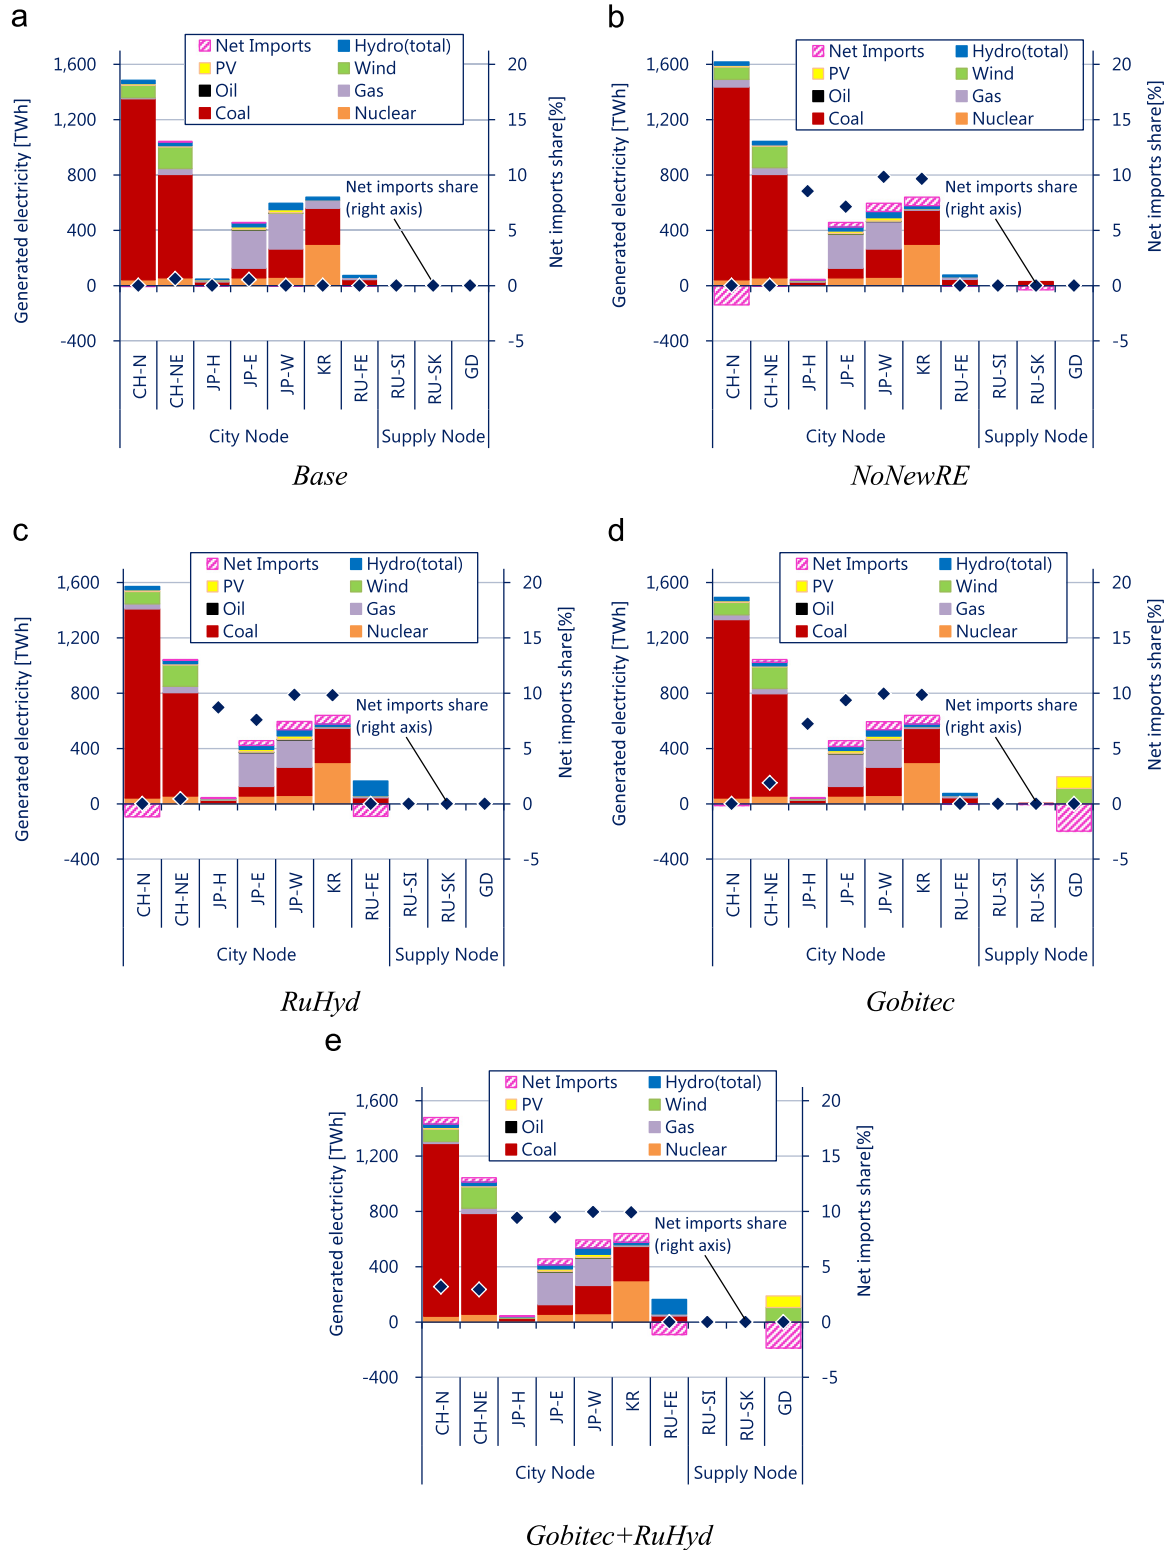 a
Net Imports Hydro(total)
PV Wind
Oil Gas
Coal Nuclear
Generated electricity [TWh]
1,600
1,200
800
400
0
-400
Net imports share[%]
20
15
10
5
0
-5
Net imports share
(right axis)
CH-N CH-NE JP-H JP-E JP-W KR RU-FE RU-SI RU-SK GD
City Node Supply Node
Base
b
Net Imports Hydro(total)
PV Wind
Oil Gas
Coal Nuclear
Generated electricity [TWh]
1,600
1,200
800
400
0
-400
Net imports share[%]
20
15
10
5
0
-5
Net imports share
(right axis)
CH-N CH-NE JP-H JP-E JP-W KR RU-FE RU-SI RU-SK GD
City Node Supply Node
NoNewRE
c
Net Imports Hydro(total)
PV Wind
Oil Gas
Coal Nuclear
Generated electricity [TWh]
1,600
1,200
800
400
0
-400
Net imports share[%]
20
15
10
5
0
-5
Net imports share
(right axis)
CH-N CH-NE JP-H JP-E JP-W KR RU-FE RU-SI RU-SK GD
City Node Supply Node
RuHyd
d
Net Imports Hydro(total)
PV Wind
Oil Gas
Coal Nuclear
Generated electricity [TWh]
1,600
1,200
800
400
0
-400
Net imports share[%]
20
15
10
5
0
-5
Net imports share
(right axis)
CH-N CH-NE JP-H JP-E JP-W KR RU-FE RU-SI RU-SK GD
City Node Supply Node
Gobitec
e
Net Imports Hydro(total)
PV Wind
Oil Gas
Coal Nuclear
Generated electricity [TWh]
1,600
1,200
800
400
0
-400
Net imports share[%]
20
15
10
5
0
-5
Net imports share
(right axis)
CH-N CH-NE JP-H JP-E JP-W KR RU-FE RU-SI RU-SK GD
City Node Supply Node
Gobitec+RuHyd